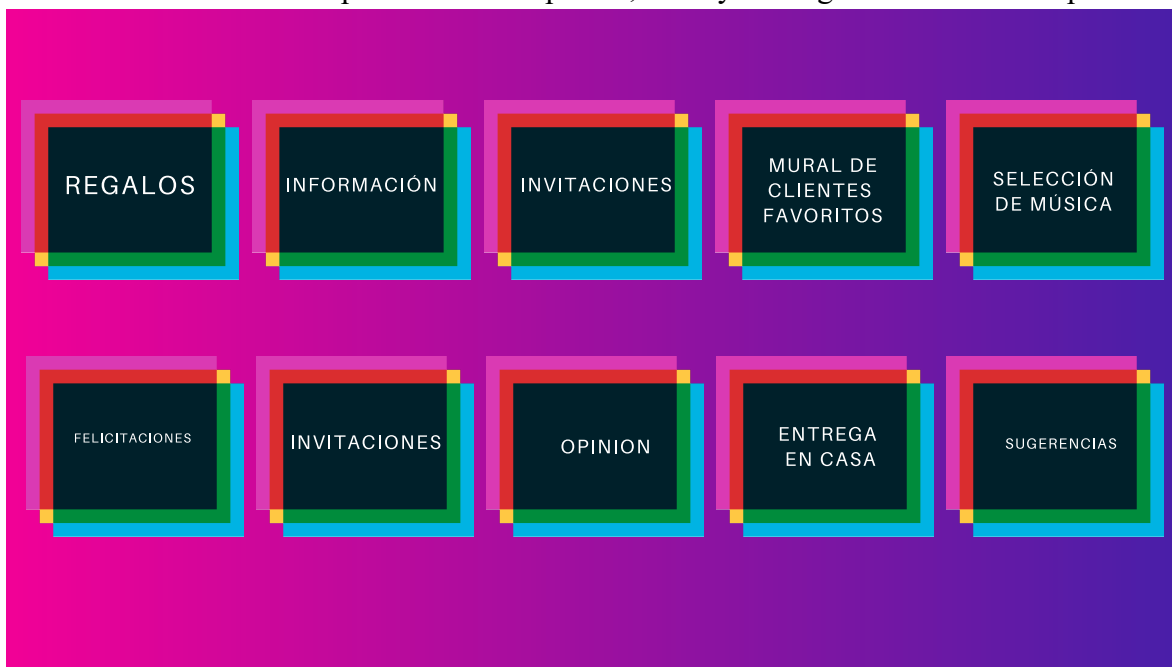 REGALOS
INFORMACIÓN
INVITACIONES
MURAL DE
CLIENTES
FAVORITOS
SELECCIÓN
DE MÚSICA
FELICITACIONES
INVITACIONES
OPINION
ENTREGA
EN CASA
SUGERENCIAS